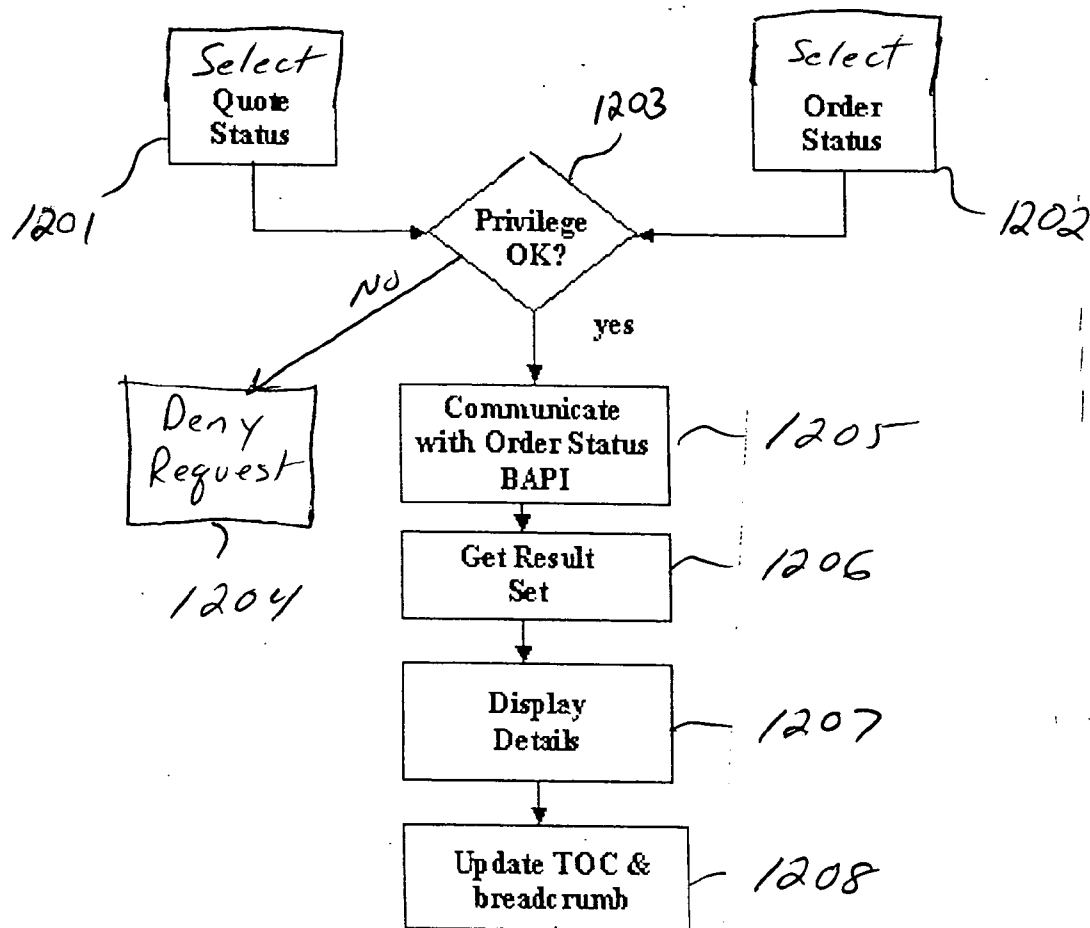 Select
Quote
Status
Select
Order
Status
1203
1201
1202
Privilege
OK?
NO
yes
Deny
Request
1204
Communicate
with Order Status
BAPI
1205
Get Result
Set
1206
Display
Details
1207
Update TOC &
breadcrumb
1208